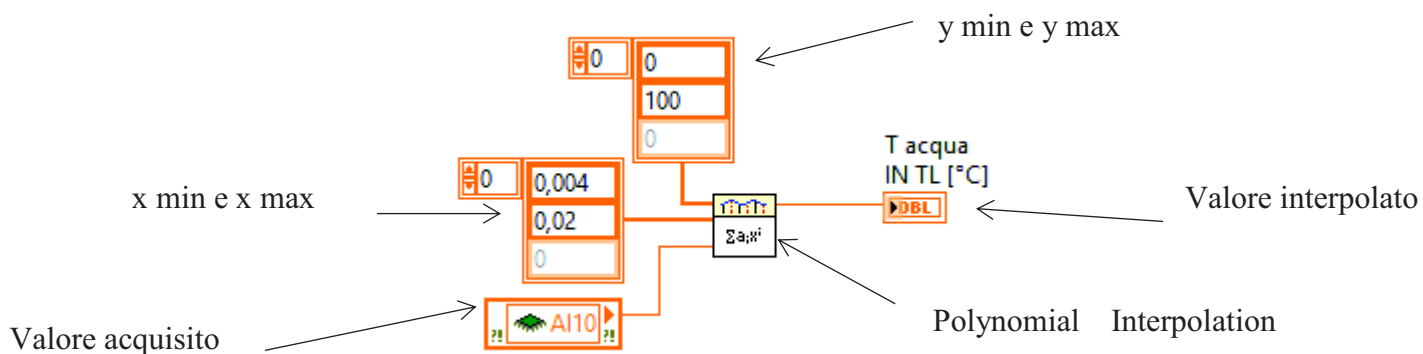 y min e y max
0
0
100
0
T acqua
IN TL [°C]
x min e x max
0
0,004
0,02
0
DBL
Valore interpolato
Σaᵢxⁱ
?!
AI10
?!
Valore acquisito
Polynomial Interpolation